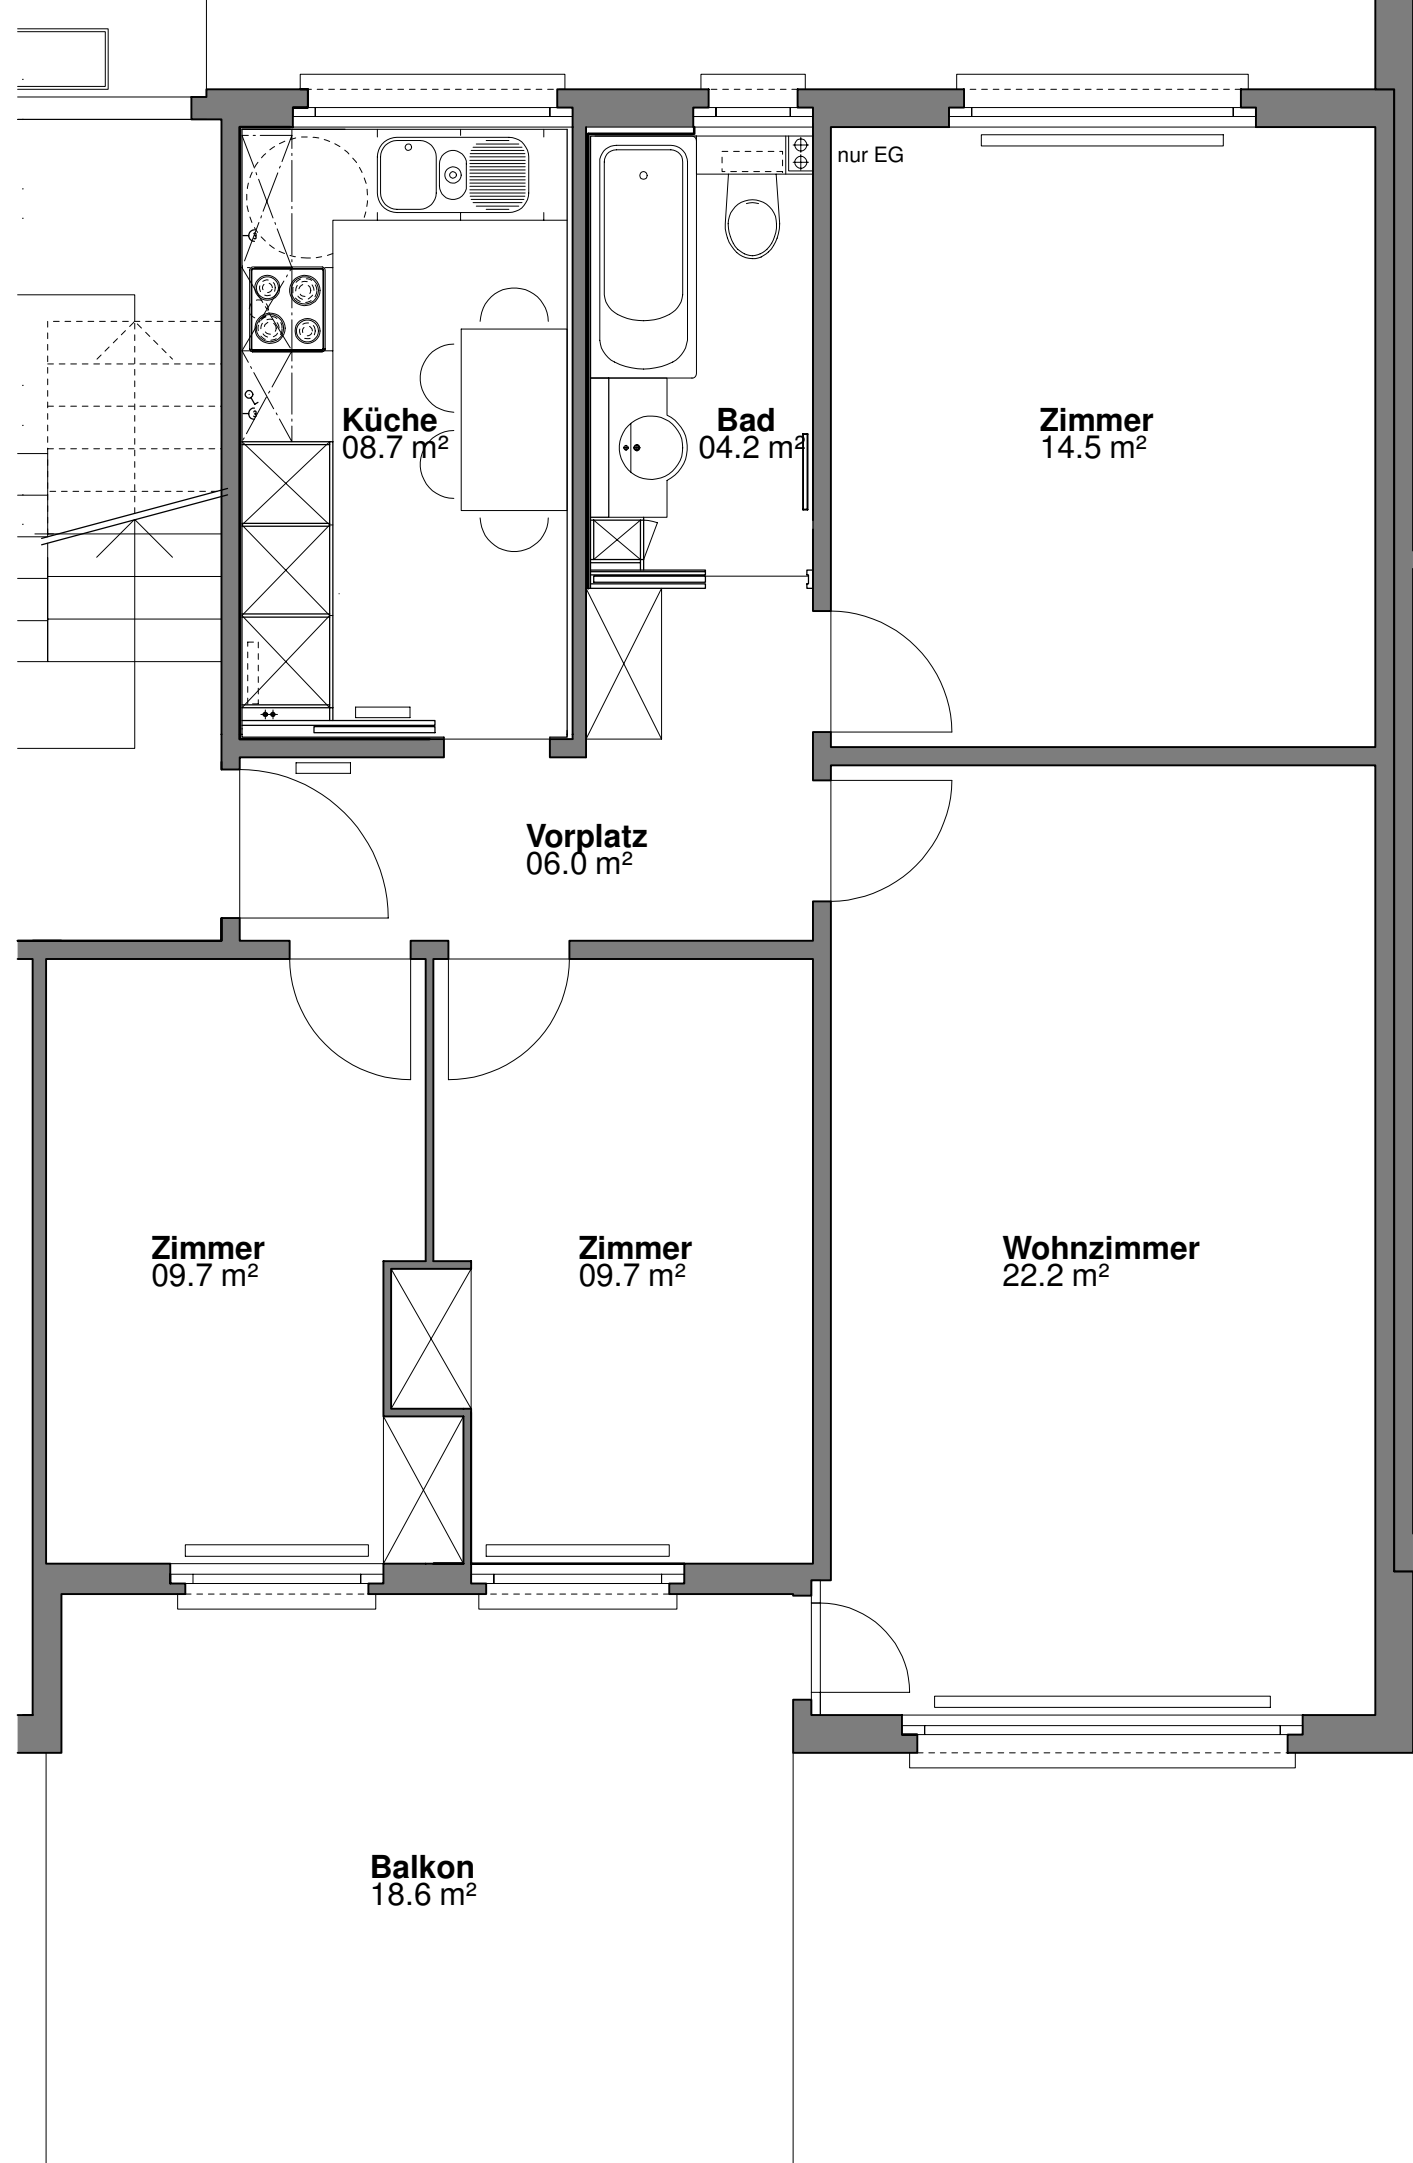 nur EG
Küche
08.7 m²
Bad
04.2 m²
Zimmer
14.5 m²
Vorplatz
06.0 m²
Zimmer
09.7 m²
Zimmer
09.7 m²
Wohnzimmer
22.2 m²
Balkon
18.6 m²